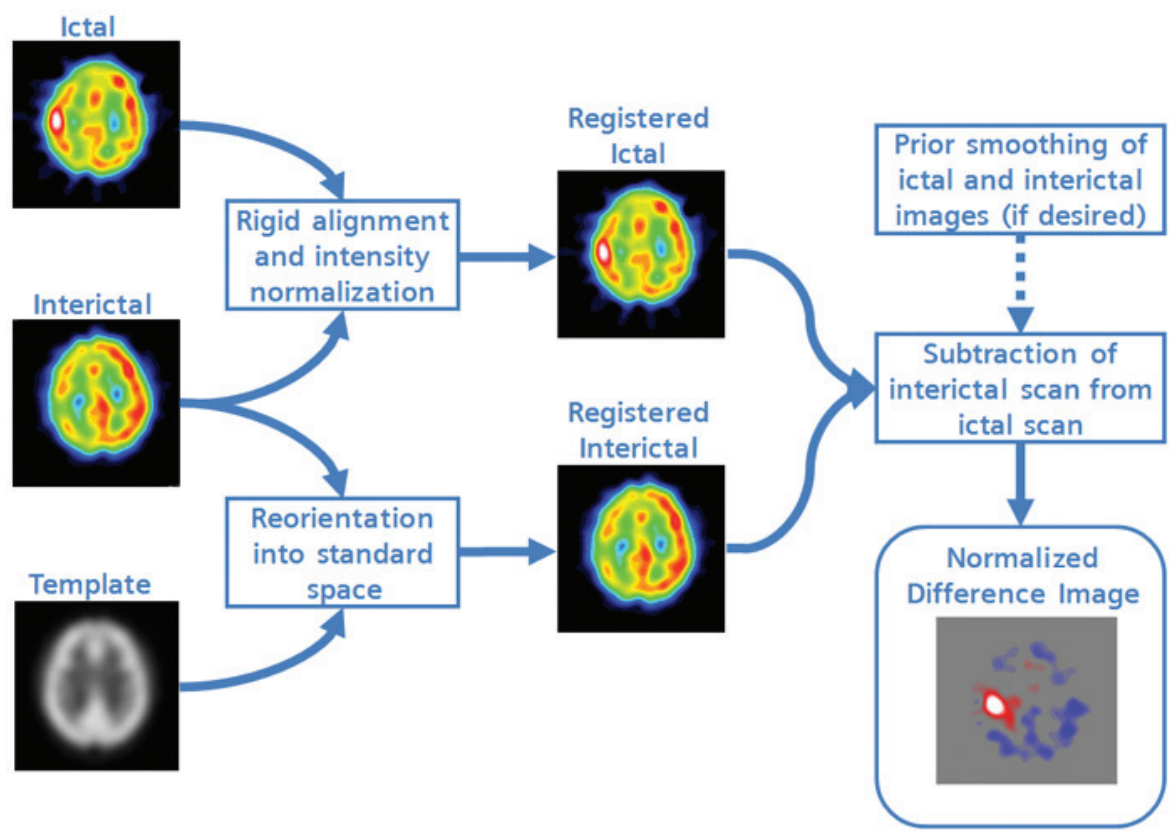 Ictal
Rigid alignment
and intensity
normalization
Registered
Ictal
Prior smoothing of
ictal and interictal
images (if desired)
Interictal
Subtraction of
interictal scan from
ictal scan
Registered
Interictal
Reorientation
into standard
space
Template
Normalized
Difference Image